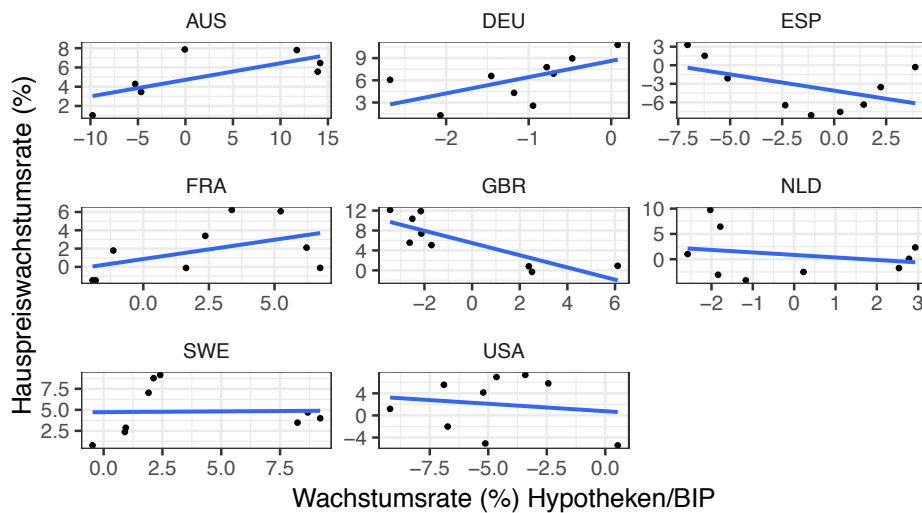 AUS DEU ESP
8
6
4
2
−10 −5 0 5 10 15
9
6
3
−2 −1 0
3
0
−3
−6
−7.5 −5.0 −2.5 0.0 2.5
FRA GBR NLD
6
4
2
0
0.0 2.5 5.0
12
8
4
0
−2 0 2 4 6
10
5
0
−2 −1 0 1 2 3
SWE USA
7.5
5.0
2.5
0.0 2.5 5.0 7.5
4
0
−4
−7.5 −5.0 −2.5 0.0
Hauspreiswachstumsrate (%)
Wachstumsrate (%) Hypotheken/BIP